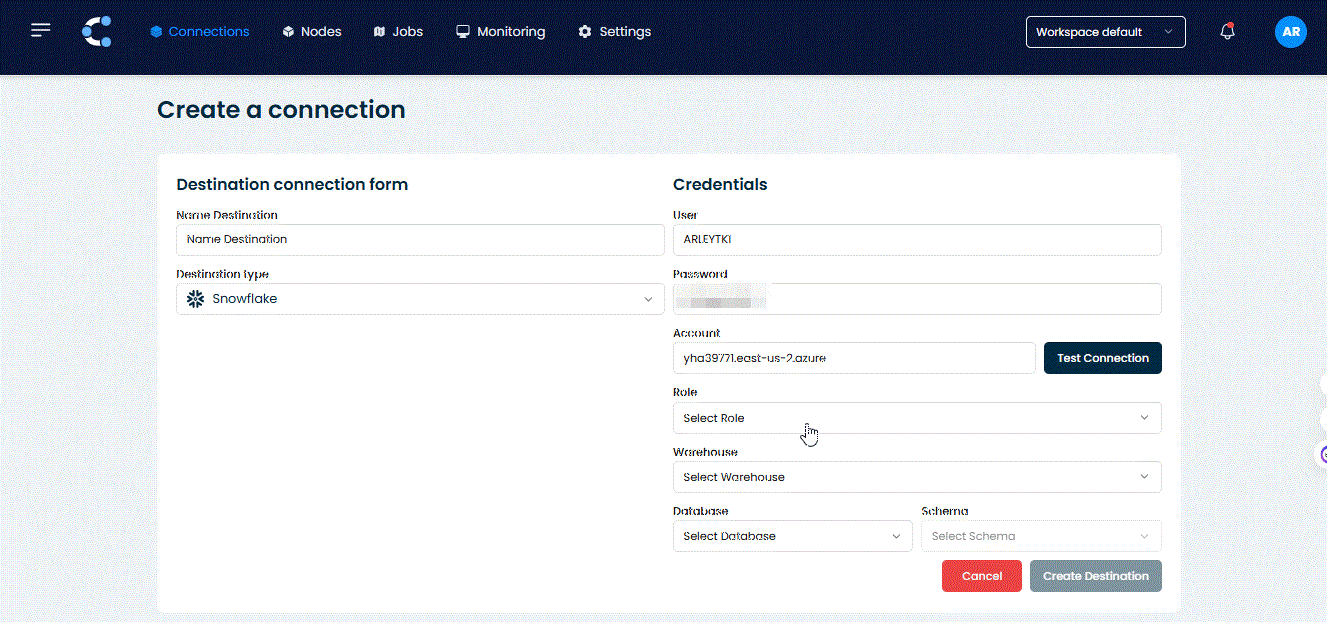 Connections Nodes Jobs Monitoring Settings Workspace default AR
Create a connection
Destination connection form
Name Destination
Name Destination
Destination type
Snowflake
Credentials
User
ARLEYTKI
Password
Account
yha39771.east-us-2.azure
Test Connection
Role
Select Role
Warehouse
Select Warehouse
Database
Select Database
Schema
Select Schema
Cancel
Create Destination